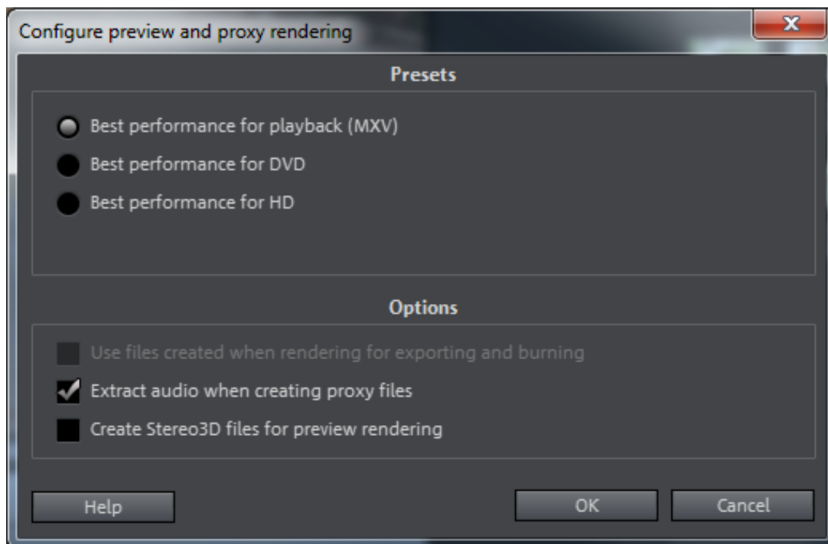 Configure preview and proxy rendering
Presets
Best performance for playback (MXV)
Best performance for DVD
Best performance for HD
Options
Use files created when rendering for exporting and burning
Extract audio when creating proxy files
Create Stereo3D files for preview rendering
Help
OK
Cancel